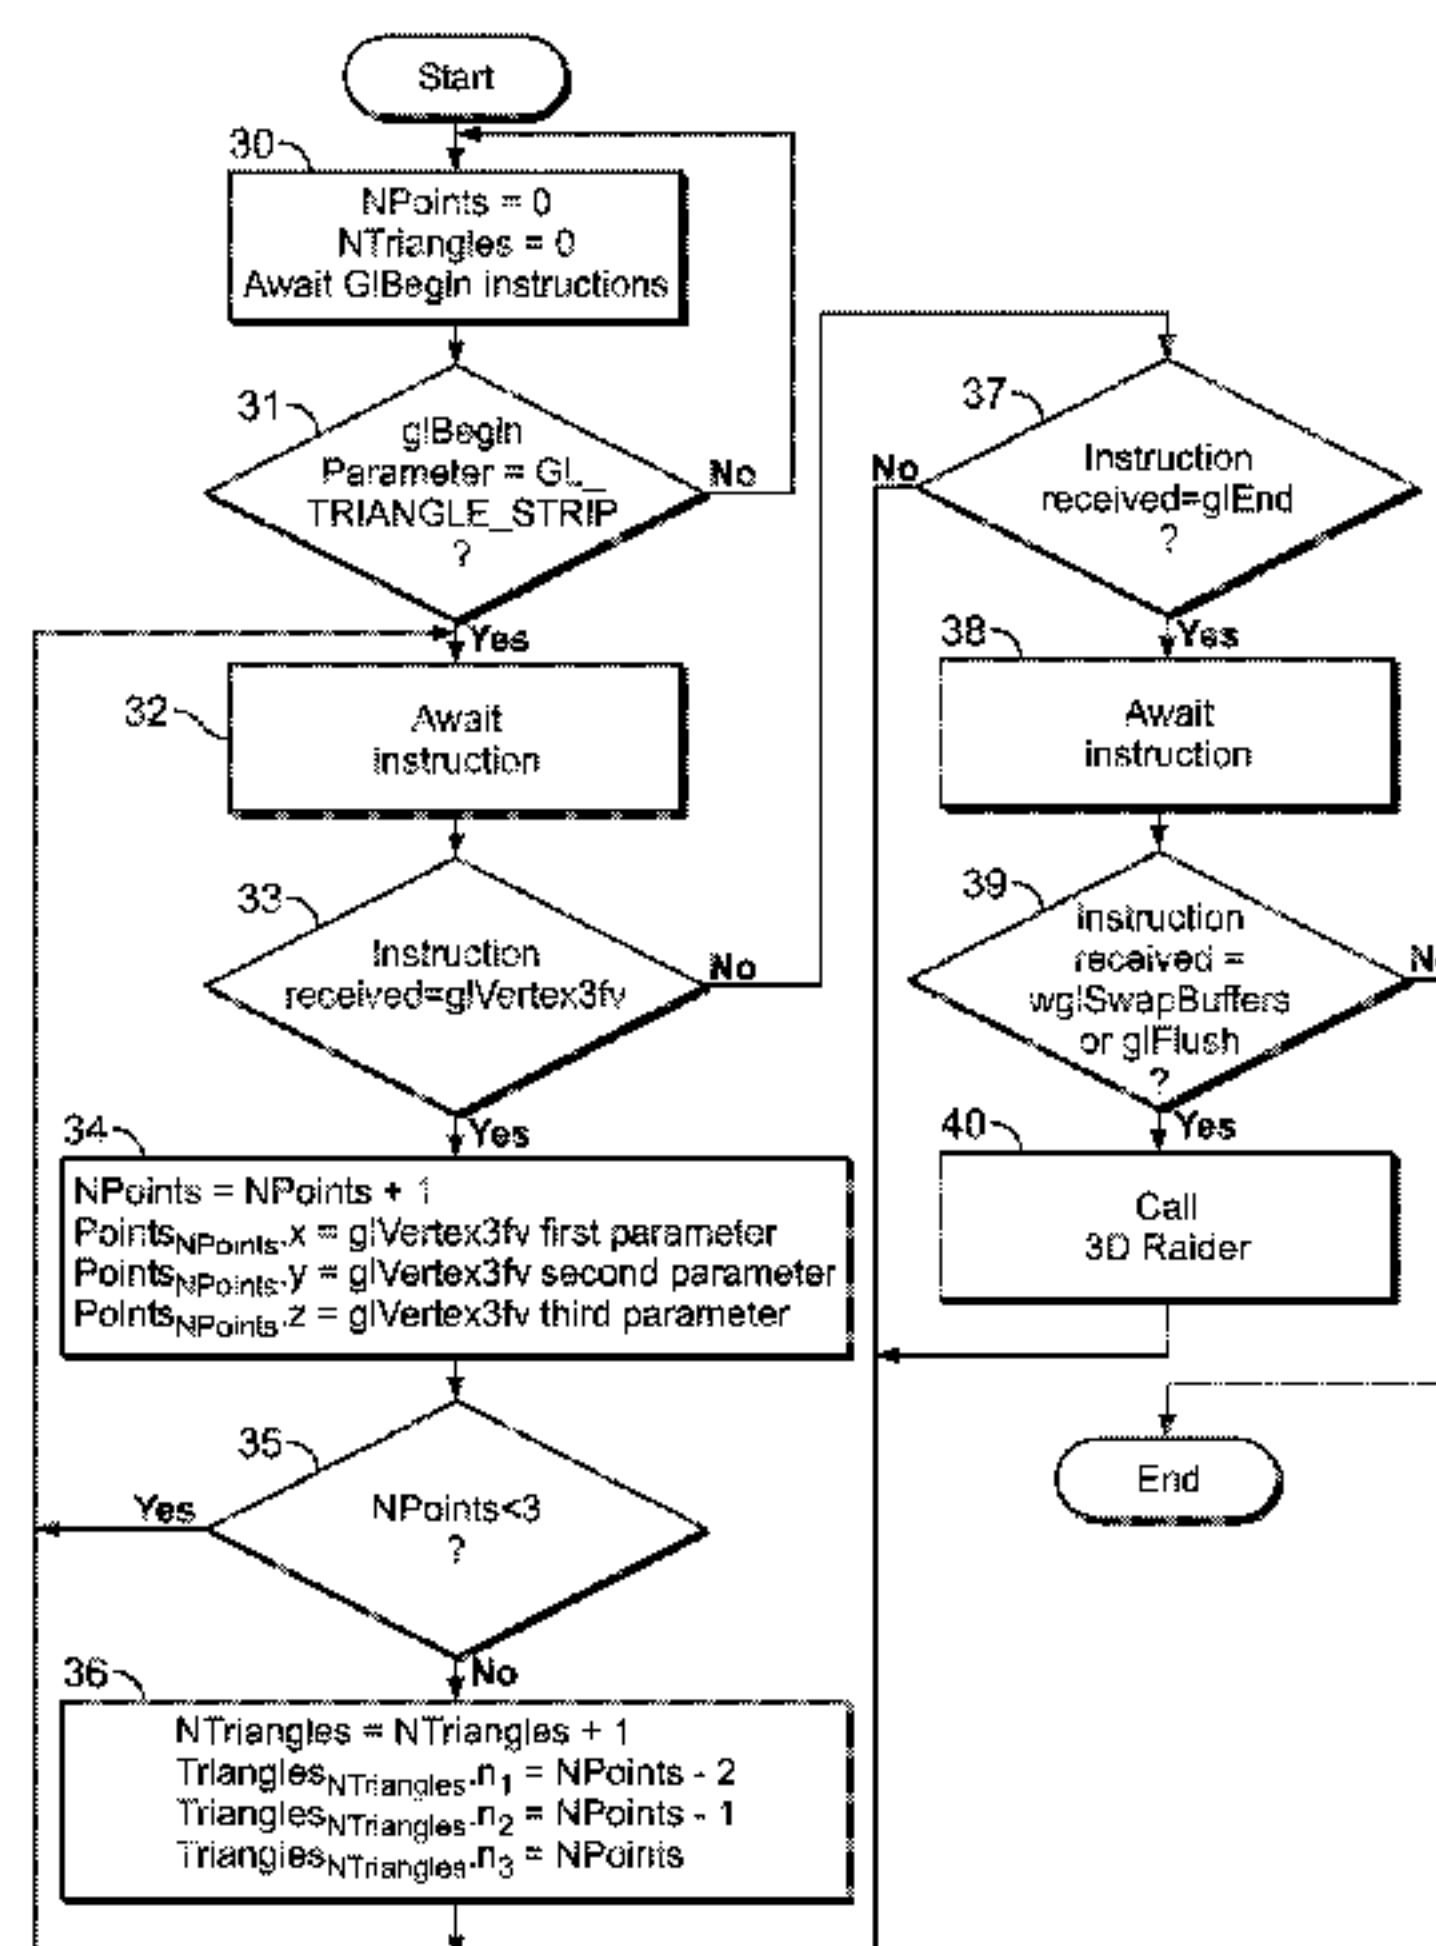 Start
30
NPoints = 0
NTriangles = 0
Await GlBegin instructions
31
glBegin
Parameter = GL_
TRIANGLE_STRIP
?
No
Yes
32
Await
instruction
33
Instruction
received=glVertex3fv
No
Yes
34
NPoints = NPoints + 1
PointsNPoints.x = glVertex3fv first parameter
PointsNPoints.y = glVertex3fv second parameter
PointsNPoints.z = glVertex3fv third parameter
35
NPoints<3
?
Yes
No
36
NTriangles = NTriangles + 1
TrianglesNTriangles.n1 = NPoints - 2
TrianglesNTriangles.n2 = NPoints - 1
TrianglesNTriangles.n3 = NPoints
37
Instruction
received=glEnd
?
No
Yes
38
Await
instruction
39
instruction
received =
wglSwapBuffers
or glFlush
?
Yes
40
Call
3D Raider
End